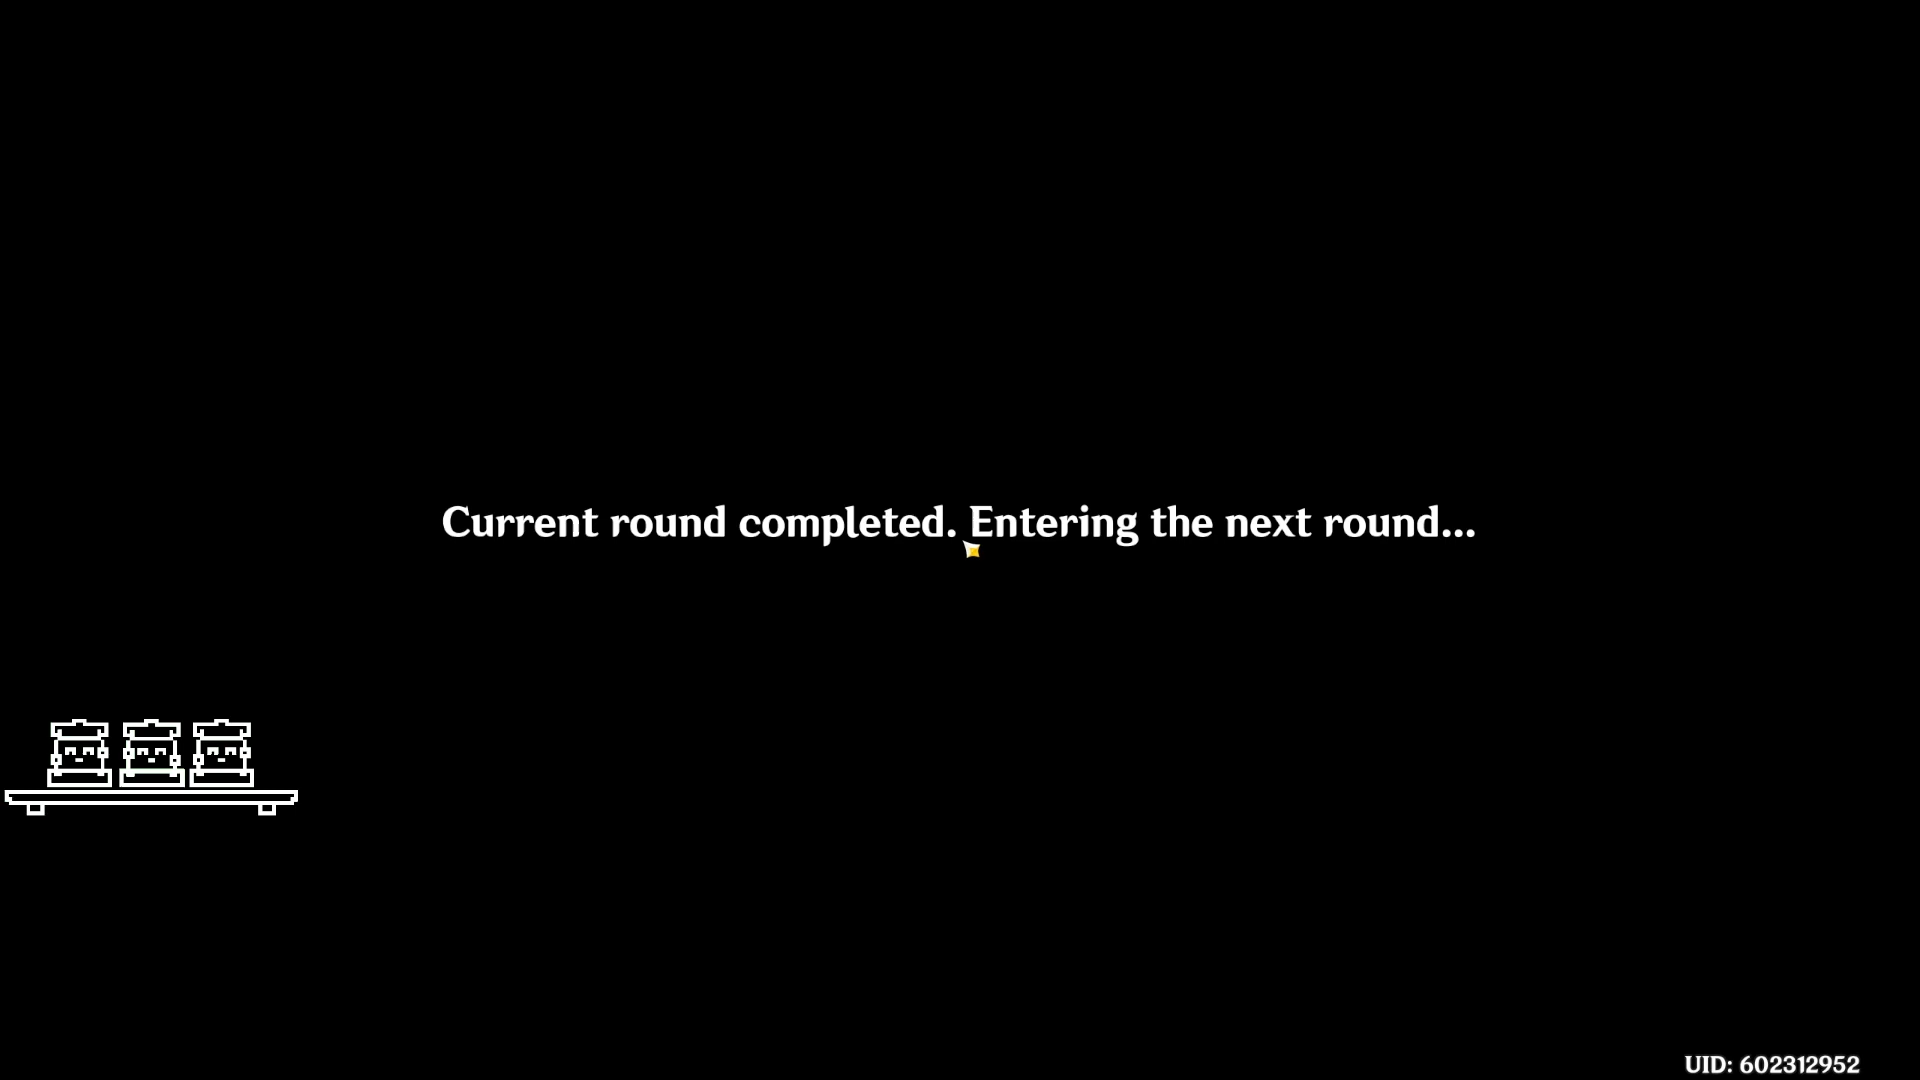 Current round completed. Entering the next round...
UID: 602312952